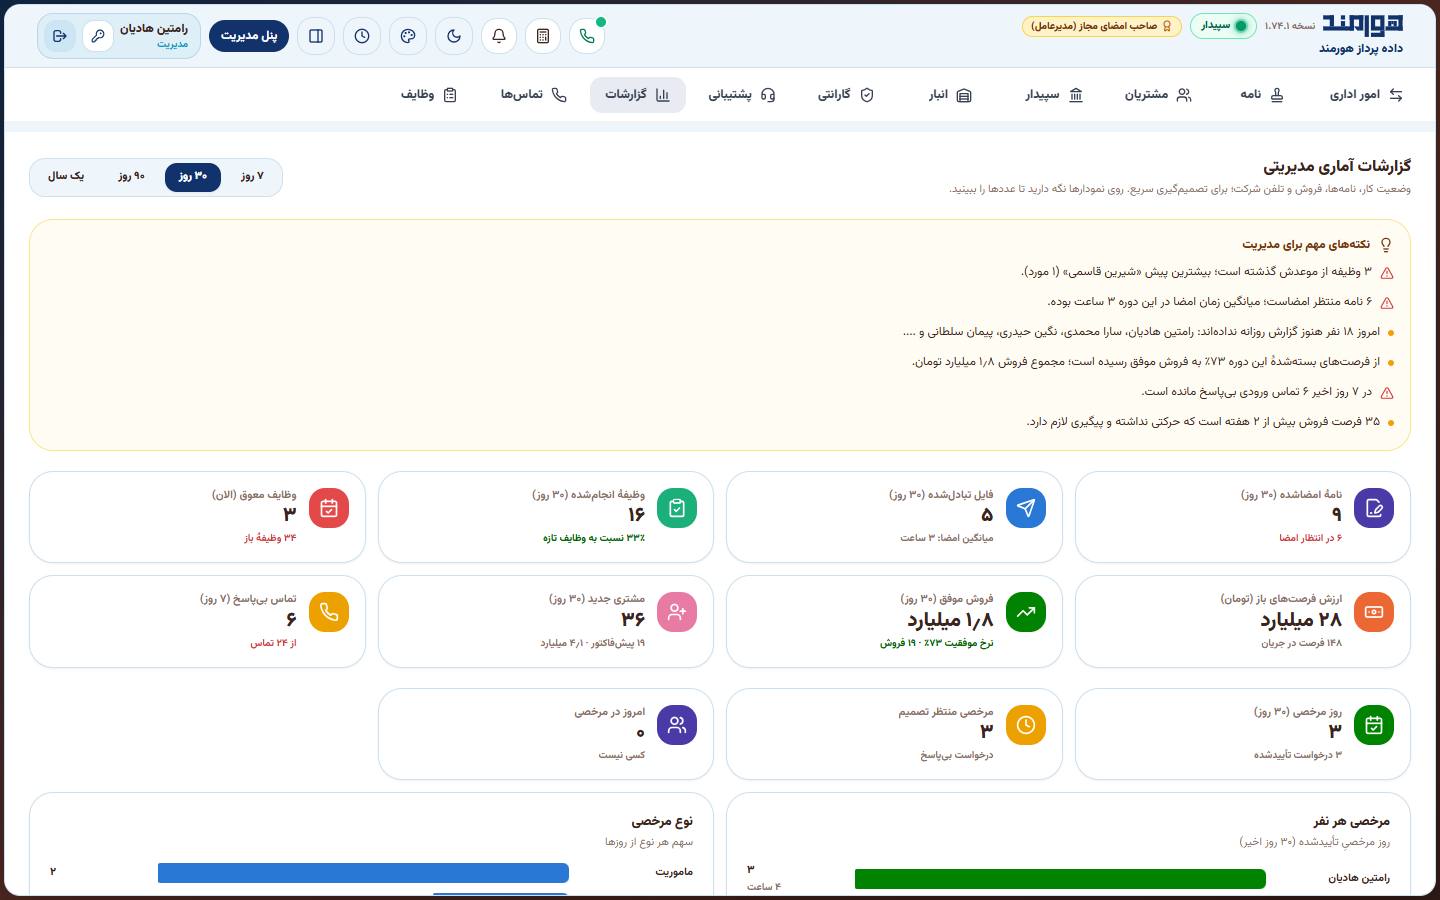 هورمند
داده پرداز هورمند
نسخه ۱.۷۴.۱
سپیدار
صاحب امضای مجاز (مدیرعامل)
پنل مدیریت
رامتین هادیان
مدیریت
امور اداری
نامه
مشتریان
سپیدار
انبار
گارانتی
پشتیبانی
گزارشات
تماس‌ها
وظایف
گزارشات آماری مدیریتی
وضعیت کار، نامه‌ها، فروش و تلفن شرکت؛ برای تصمیم‌گیری سریع. روی نمودارها نگه دارید تا عددها را ببینید.
۷ روز
۳۰ روز
۹۰ روز
یک سال
نکته‌های مهم برای مدیریت
۳ وظیفه از موعدش گذشته است؛ بیشترین پیش «شیرین قاسمی» (۱ مورد).
۶ نامه منتظر امضاست؛ میانگین زمان امضا در این دوره ۳ ساعت بوده.
امروز ۱۸ نفر هنوز گزارش روزانه نداده‌اند: رامتین هادیان، سارا محمدی، نگین حیدری، پیمان سلطانی و ....
از فرصت‌های بسته‌شدهٔ این دوره ۷۳٪ به فروش موفق رسیده است؛ مجموع فروش ۱٫۸ میلیارد تومان.
در ۷ روز اخیر ۶ تماس ورودی بی‌پاسخ مانده است.
۳۵ فرصت فروش بیش از ۲ هفته است که حرکتی نداشته و پیگیری لازم دارد.
نامهٔ امضاشده (۳۰ روز)
۹
۶ در انتظار امضا
فایل تبادل‌شده (۳۰ روز)
۵
میانگین امضا: ۳ ساعت
وظیفهٔ انجام‌شده (۳۰ روز)
۱۶
۳۳٪ نسبت به وظایف تازه
وظایف معوق (الان)
۳
۳۴ وظیفهٔ باز
ارزش فرصت‌های باز (تومان)
۲۸ میلیارد
۱۴۸ فرصت در جریان
فروش موفق (۳۰ روز)
۱٫۸ میلیارد
نرخ موفقیت ۷۳٪ · ۱۹ فروش
مشتری جدید (۳۰ روز)
۳۶
۱۹ پیش‌فاکتور · ۴٫۱ میلیارد
تماس بی‌پاسخ (۷ روز)
۶
از ۲۴ تماس
روز مرخصی (۳۰ روز)
۳
۳ درخواست تأییدشده
مرخصی منتظر تصمیم
۳
درخواست بی‌پاسخ
امروز در مرخصی
۰
کسی نیست
مرخصی هر نفر
روز مرخصیِ تأییدشده (۳۰ روز اخیر)
رامتین هادیان
۳
۴ ساعت
نوع مرخصی
سهم هر نوع از روزها
ماموریت
۲